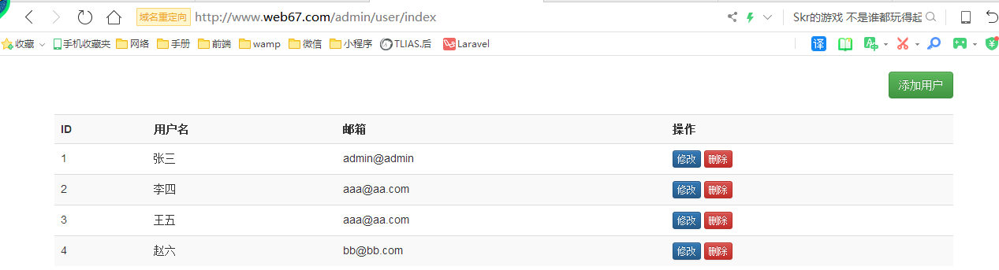 域名重定向 http://www.web67.com/admin/user/index Skr的游戏 不是谁都玩得起
收藏 手机收藏夹 网络 手册 前端 wamp 微信 小程序 TLIAS.后 Laravel 译 A
添加用户
ID 用户名 邮箱 操作
1 张三 admin@admin 修改 删除
2 李四 aaa@aa.com 修改 删除
3 王五 aaa@aa.com 修改 删除
4 赵六 bb@bb.com 修改 删除